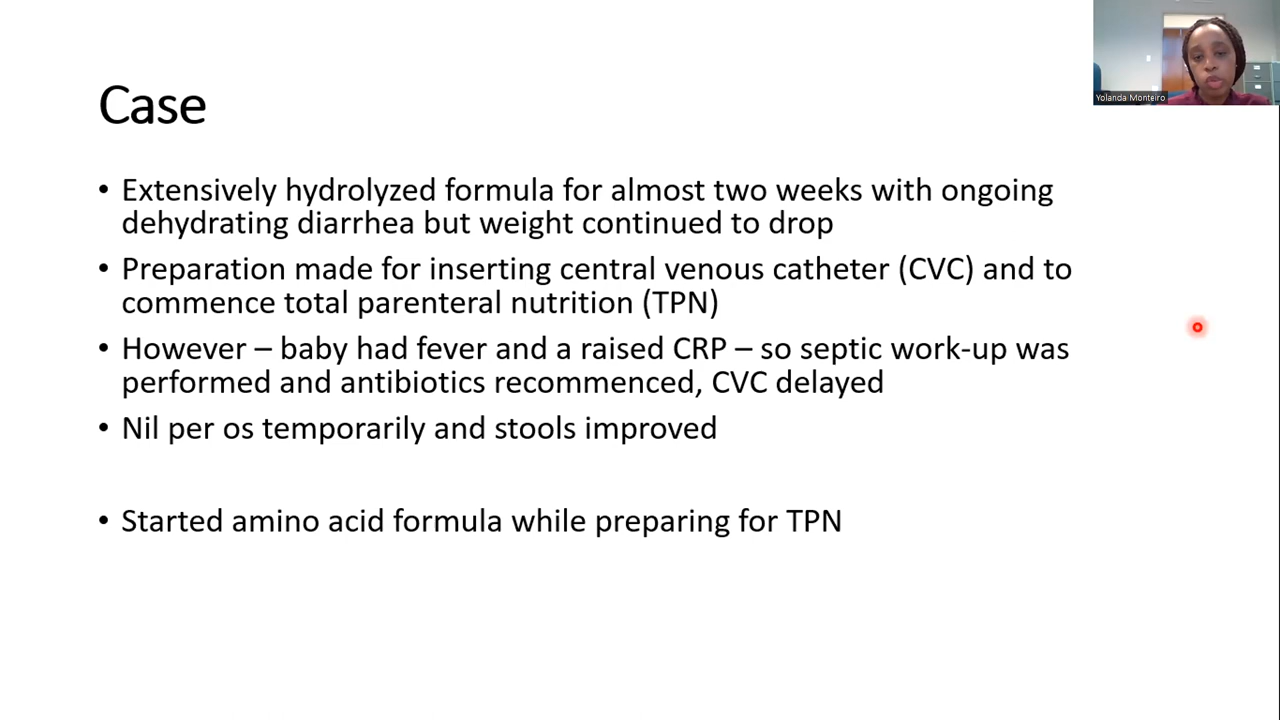 Yolanda Monteiro
Case
• Extensively hydrolyzed formula for almost two weeks with ongoing
dehydrating diarrhea but weight continued to drop
• Preparation made for inserting central venous catheter (CVC) and to
commence total parenteral nutrition (TPN)
• However – baby had fever and a raised CRP – so septic work-up was
performed and antibiotics recommenced, CVC delayed
• Nil per os temporarily and stools improved
• Started amino acid formula while preparing for TPN